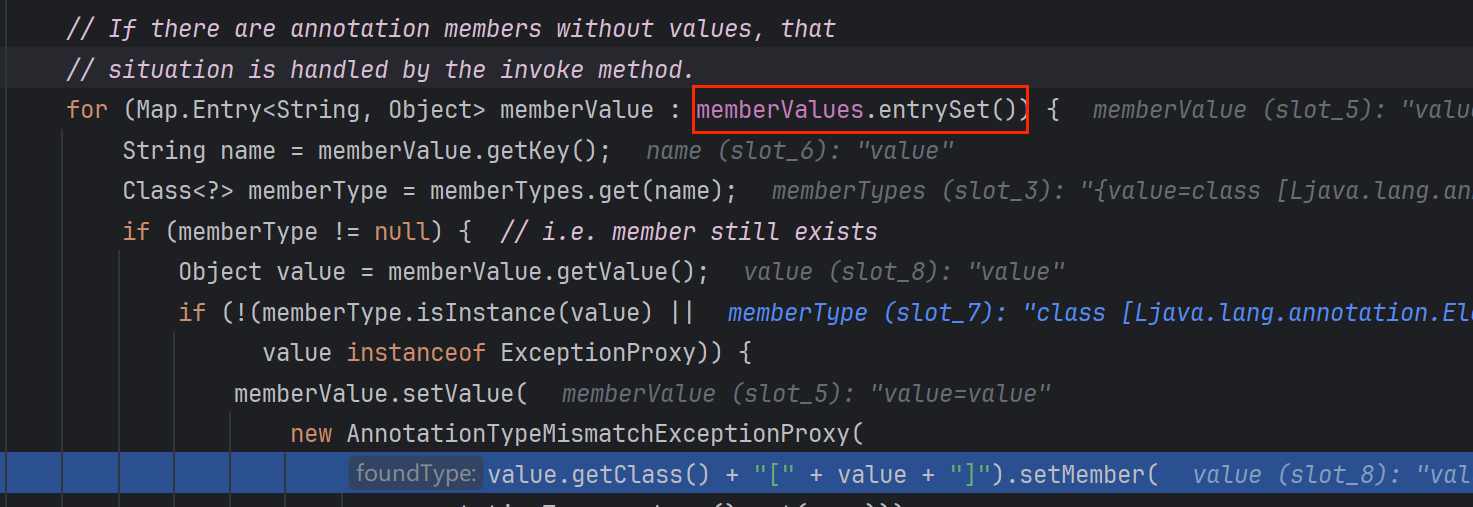 // If there are annotation members without values, that
// situation is handled by the invoke method.
for (Map.Entry<String, Object> memberValue : memberValues.entrySet()) {   memberValue (slot_5): "value
String name = memberValue.getKey();   name (slot_6): "value"
Class<?> memberType = memberTypes.get(name);   memberTypes (slot_3): "{value=class [Ljava.lang.ann
if (memberType != null) {  // i.e. member still exists
Object value = memberValue.getValue();   value (slot_8): "value"
if (!(memberType.isInstance(value) ||   memberType (slot_7): "class [Ljava.lang.annotation.Ele
value instanceof ExceptionProxy)) {
memberValue.setValue(   memberValue (slot_5): "value=value"
new AnnotationTypeMismatchExceptionProxy(
foundType: value.getClass() + "[" + value + "]").setMember(   value (slot_8): "val